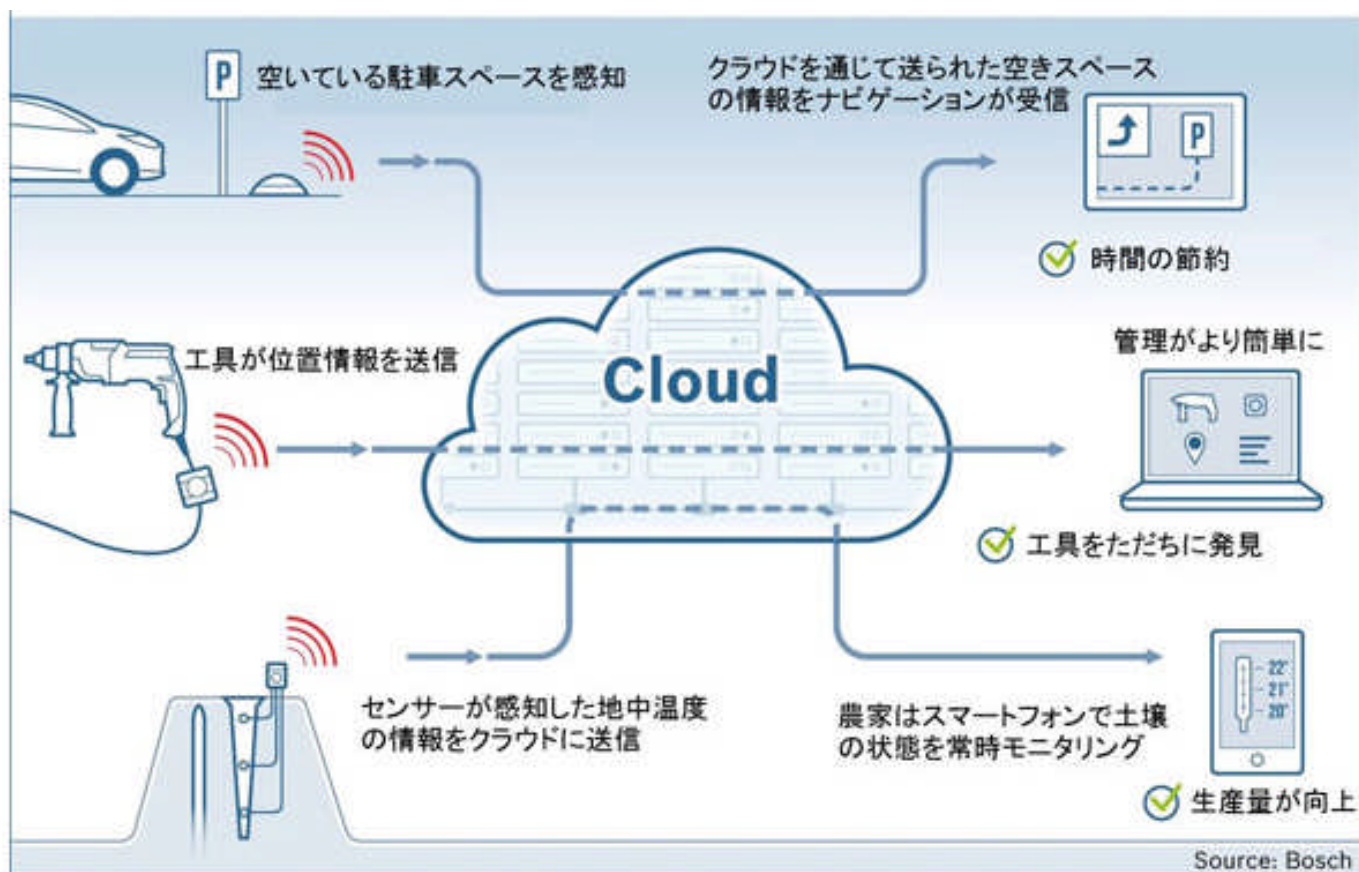 P
空いている駐車スペースを感知
クラウドを通じて送られた空きスペース
の情報をナビゲーションが受信
P
時間の節約
工具が位置情報を送信
Cloud
管理がより簡単に
工具をただちに発見
センサーが感知した地中温度
の情報をクラウドに送信
農家はスマートフォンで土壌
の状態を常時モニタリング
22°
21°
20°
生産量が向上
Source: Bosch